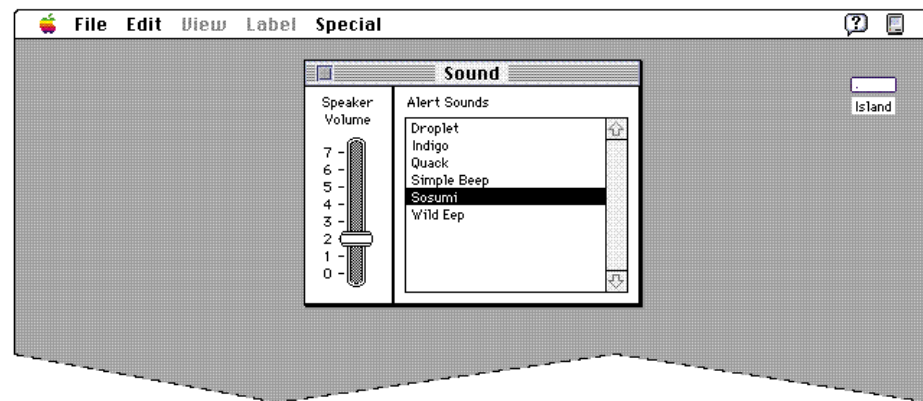 File Edit View Label Special
Sound
Speaker
Volume
7
6
5
4
3
2
1
0
Alert Sounds
Droplet
Indigo
Quack
Simple Beep
Sosumi
Wild Eep
Island